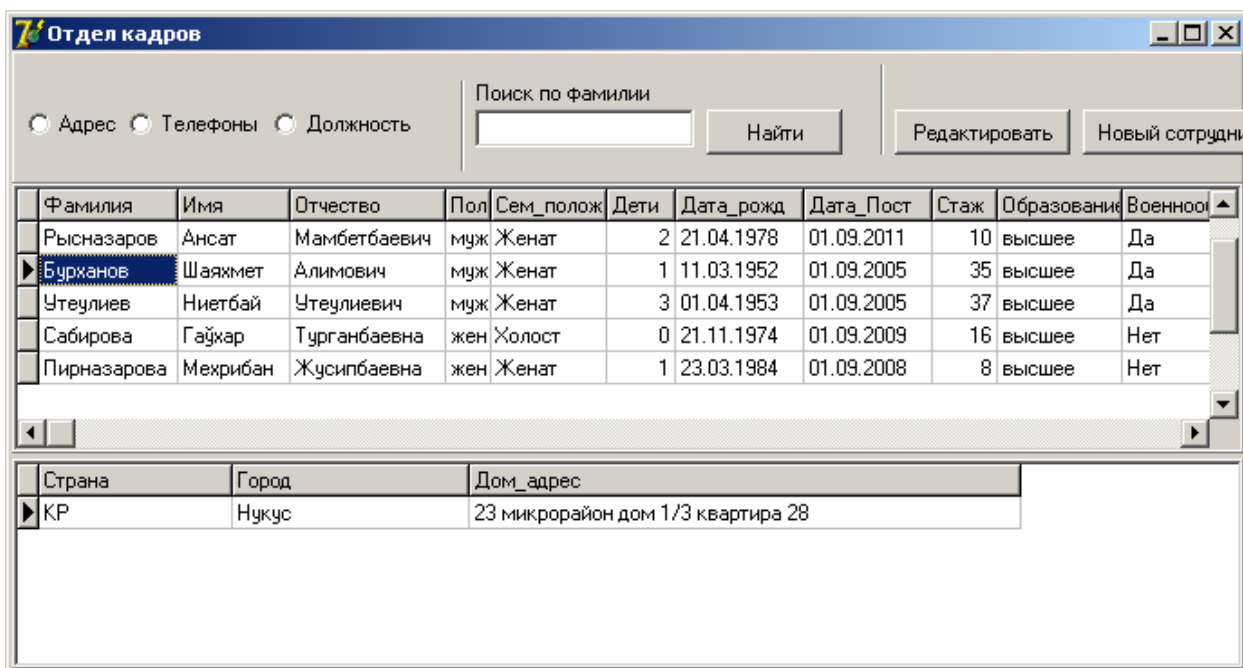 Отдел кадров
Поиск по фамилии
Адрес Телефоны Должность Найти Редактировать Новый сотрудни
Фамилия Имя Отчество Пол Сем_полож Дети Дата_рожд Дата_Пост Стаж Образование Военнооб
Рысназаров Ансат Мамбетбаевич муж Женат 2 21.04.1978 01.09.2011 10 высшее Да
Бурханов Шаяхмет Алимович муж Женат 1 11.03.1952 01.09.2005 35 высшее Да
Утеулиев Ниетбай Утеулиевич муж Женат 3 01.04.1953 01.09.2005 37 высшее Да
Сабирова Гаўхар Турганбаевна жен Холост 0 21.11.1974 01.09.2009 16 высшее Нет
Пирназарова Мехрибан Жусипбаевна жен Женат 1 23.03.1984 01.09.2008 8 высшее Нет
Страна Город Дом_адрес
КР Нукус 23 микрорайон дом 1/3 квартира 28